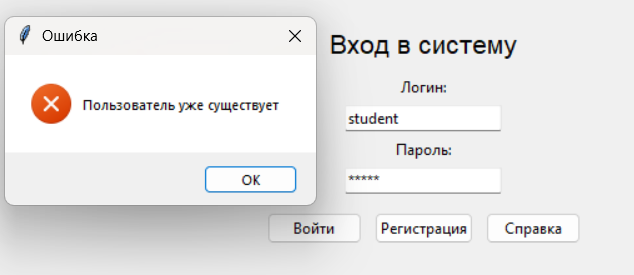 Ошибка
Пользователь уже существует
OK
Вход в систему
Логин:
student
Пароль:
*****
Войти
Регистрация
Справка